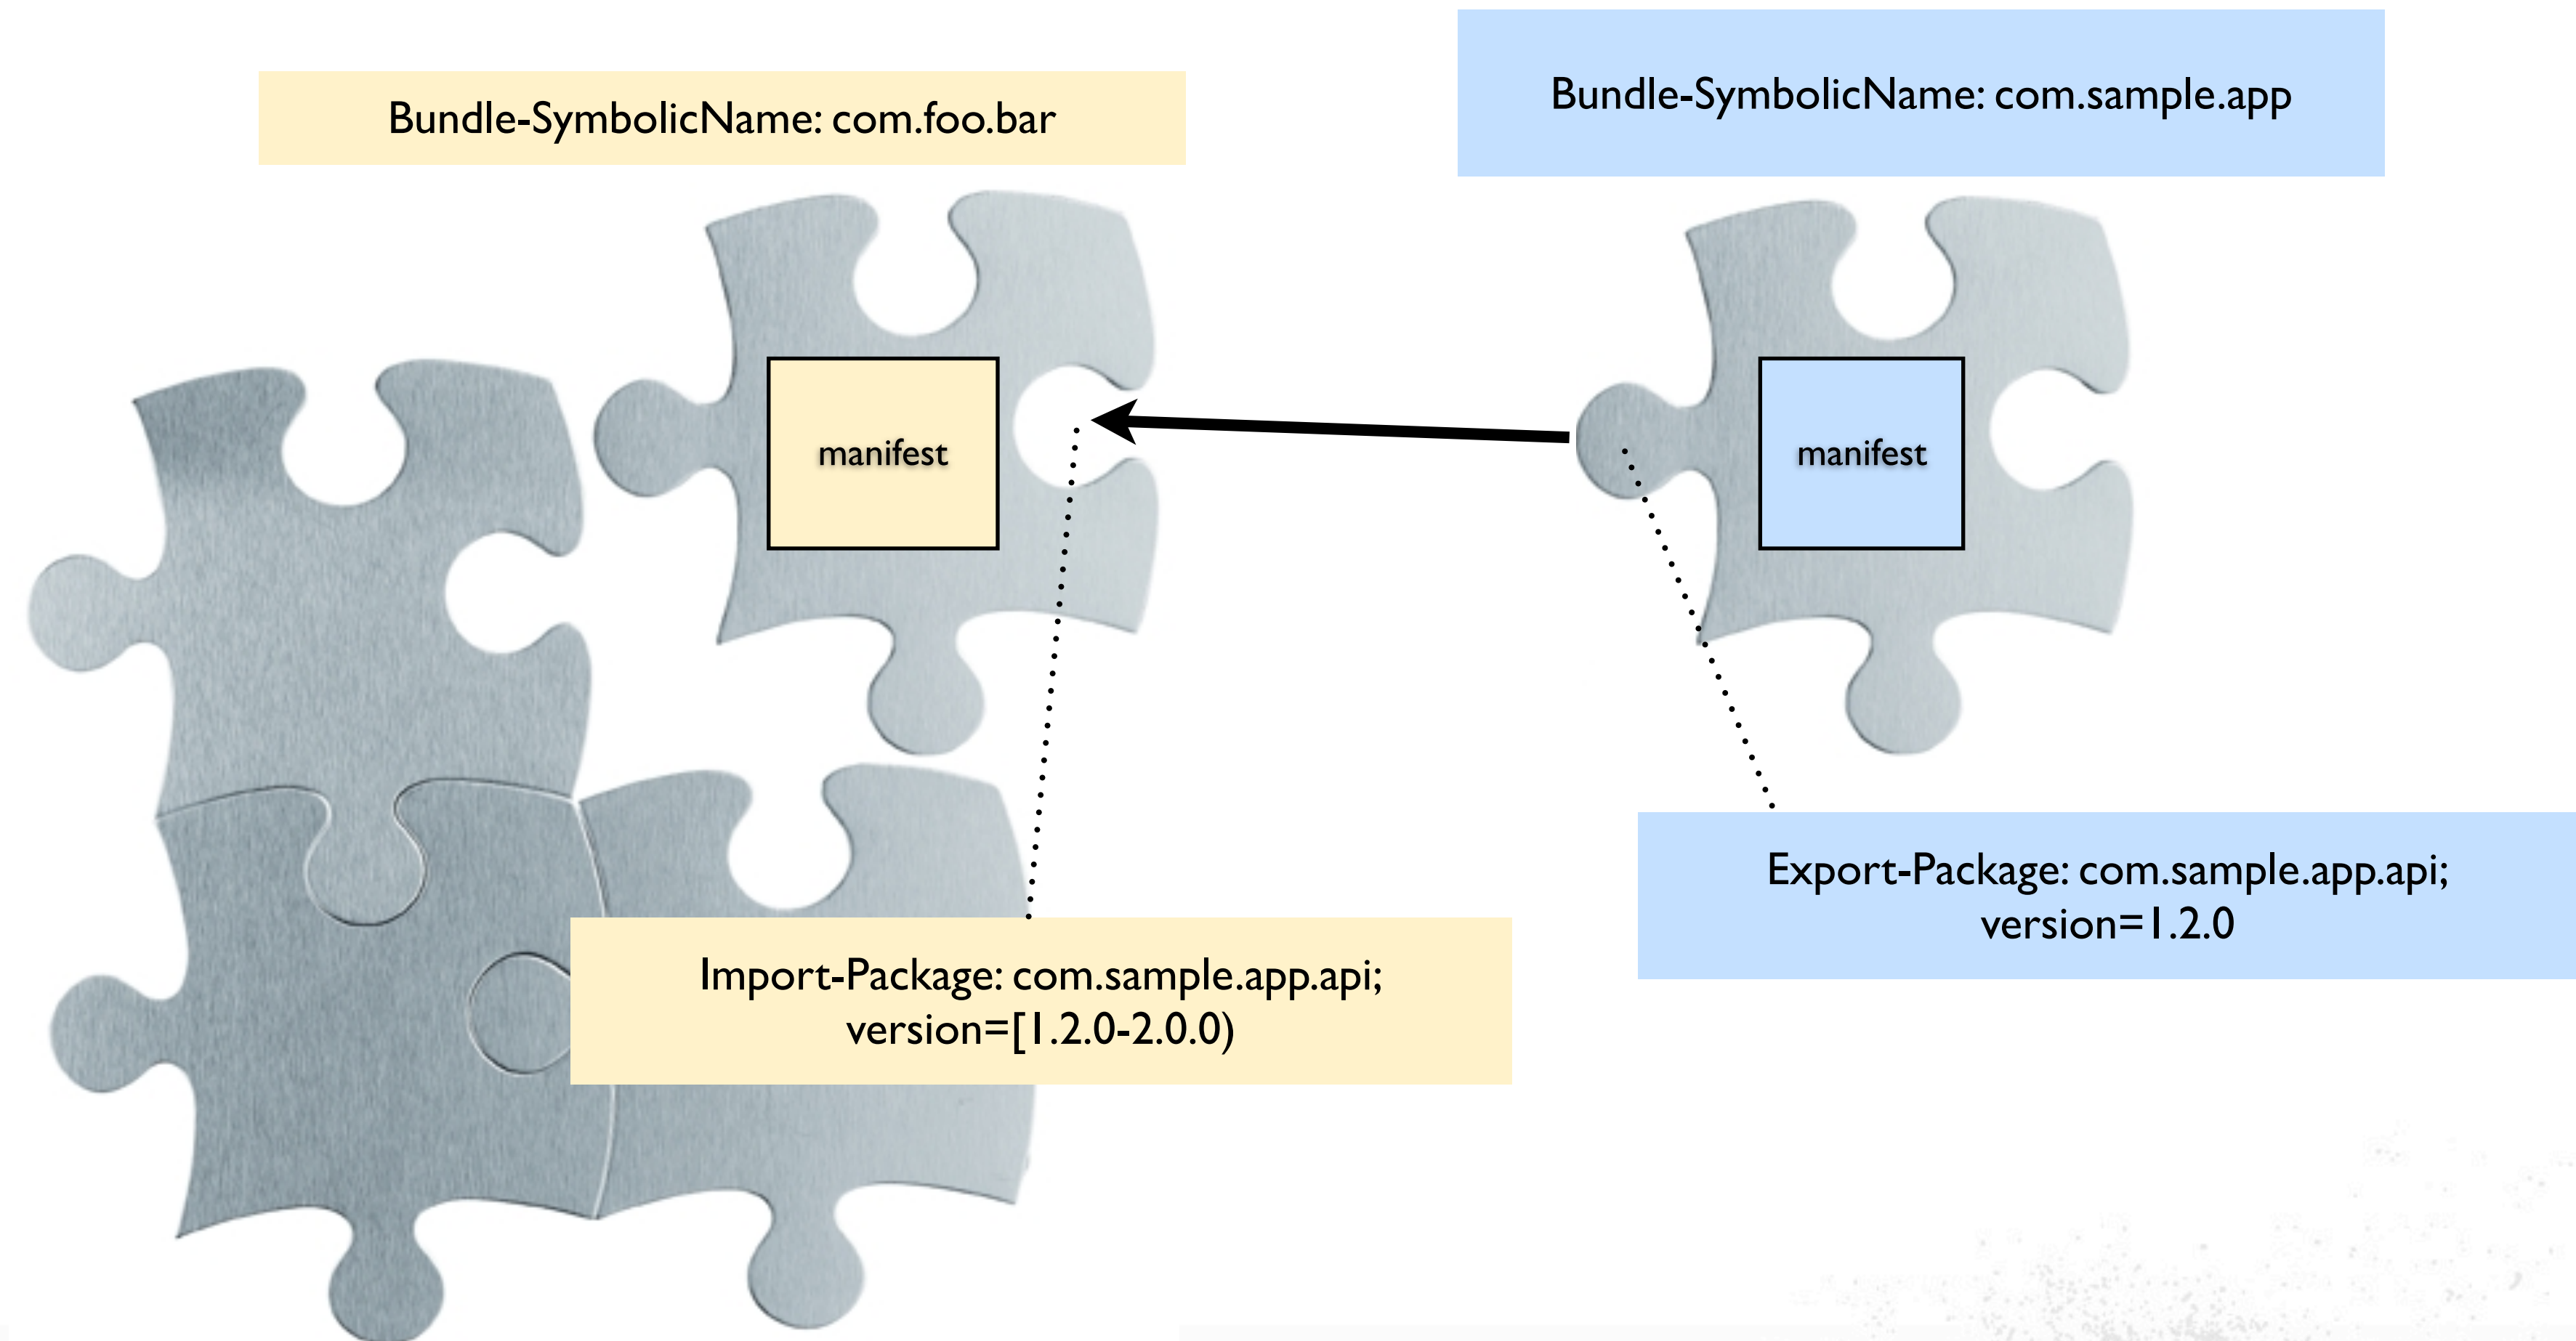 Bundle-SymbolicName: com.foo.bar
Bundle-SymbolicName: com.sample.app
manifest
manifest
Export-Package: com.sample.app.api;
version=1.2.0
Import-Package: com.sample.app.api;
version=[1.2.0-2.0.0)